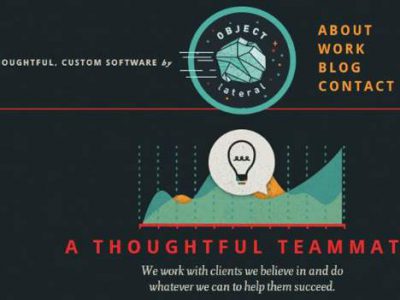 OUGHTFUL, CUSTOM SOFTWARE by
OBJECT
lateral
ABOUT
WORK
BLOG
CONTACT
A THOUGHTFUL TEAMMAT
We work with clients we believe in and do
whatever we can to help them succeed.